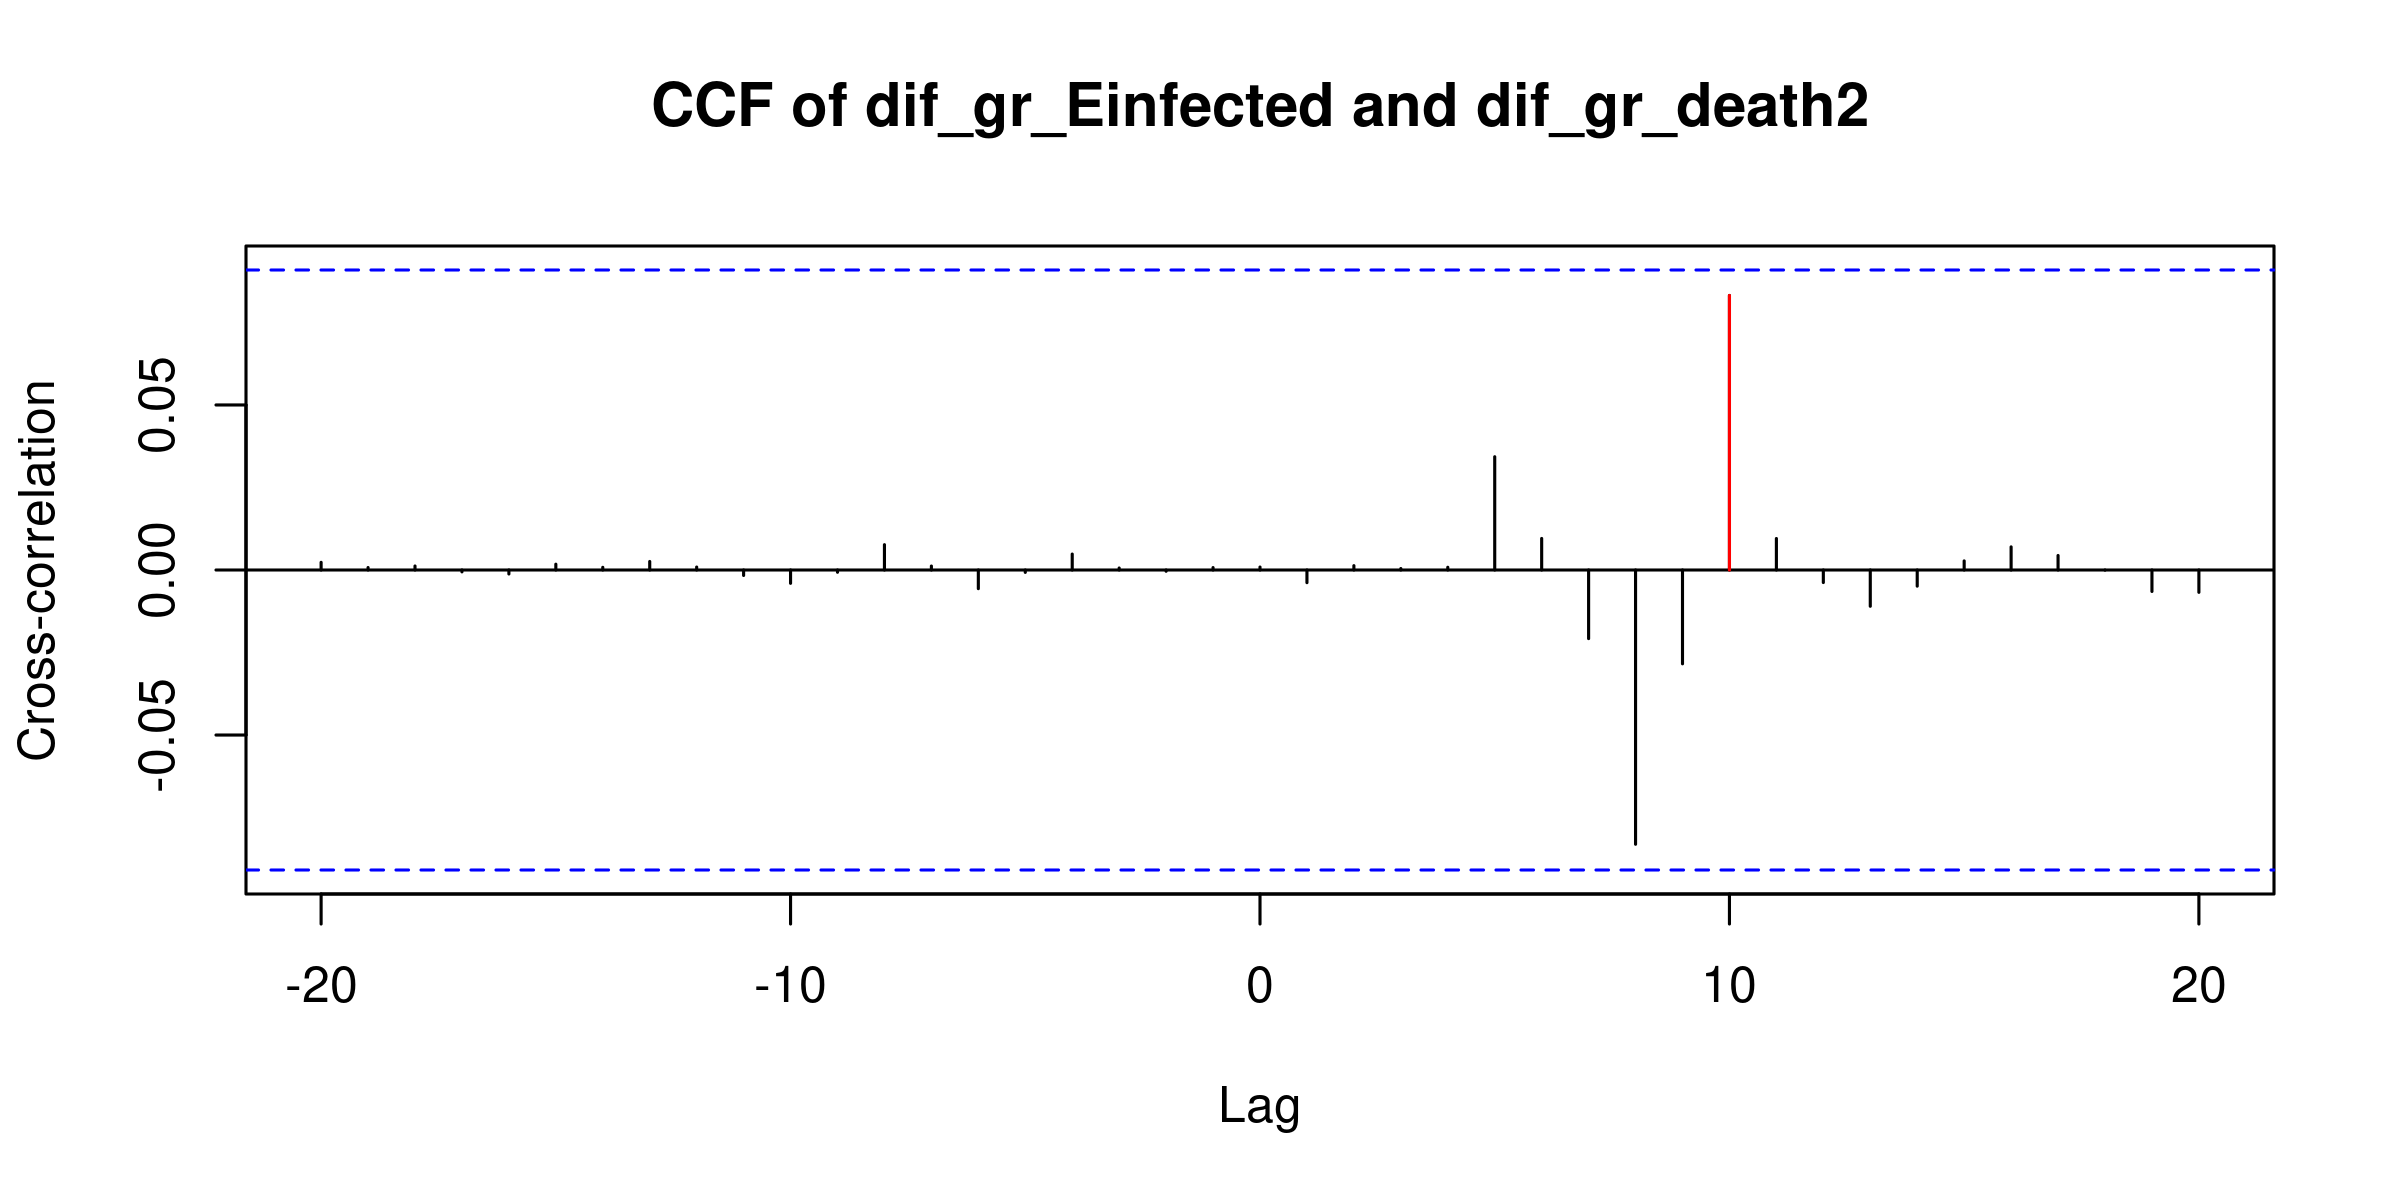 CCF of dif_gr_Einfected and dif_gr_death2
Cross-correlation
0.05
0.00
-0.05
-20 -10 0 10 20
Lag